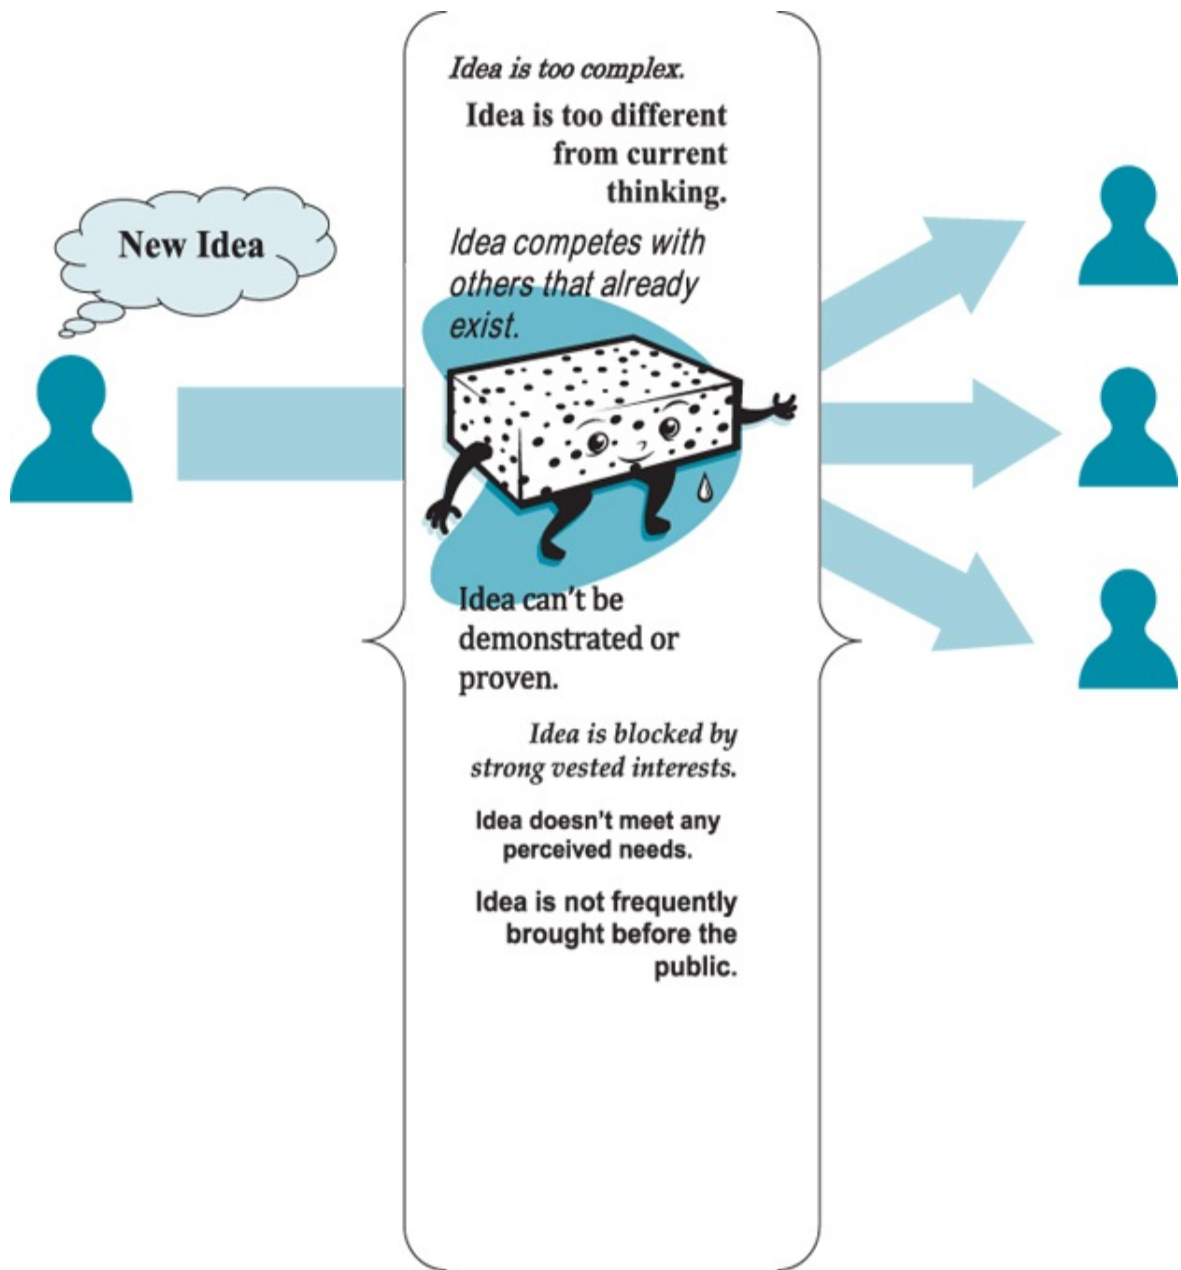 Idea is too complex.
Idea is too different
from current
thinking.
New Idea
Idea competes with
others that already
exist.
Idea can't be
demonstrated or
proven.
Idea is blocked by
strong vested interests.
Idea doesn't meet any
perceived needs.
Idea is not frequently
brought before the
public.